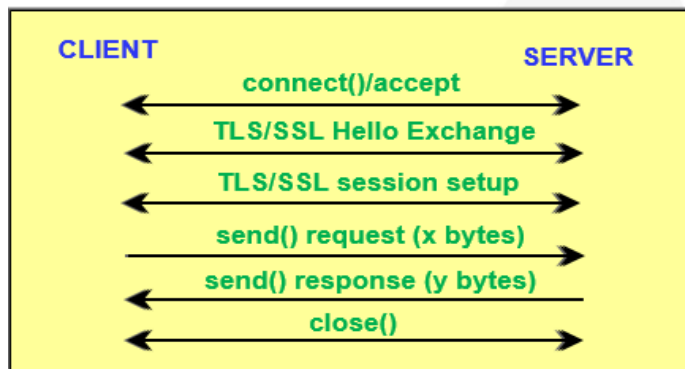 CLIENT
SERVER
connect()/accept
TLS/SSL Hello Exchange
TLS/SSL session setup
send() request (x bytes)
send() response (y bytes)
close()